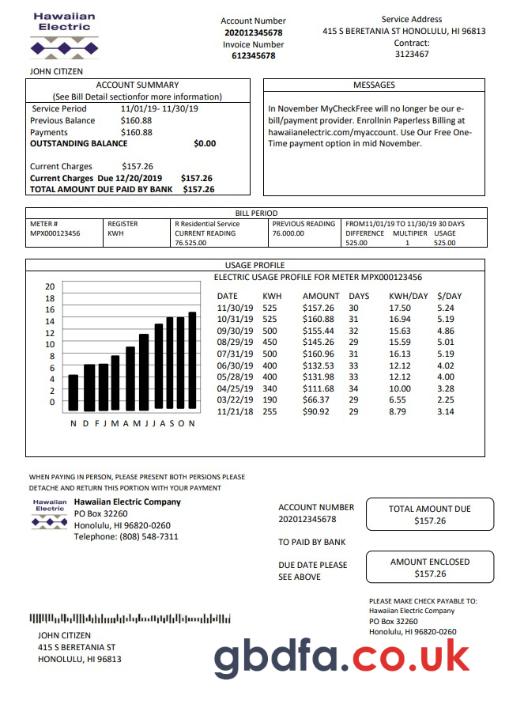 Hawaiian
Electric
Account Number
202012345678
Invoice Number
612345678
Service Address
415 S BERETANIA ST HONOLULU, HI 96813
Contract:
3123467
JOHN CITIZEN
ACCOUNT SUMMARY
(See Bill Detail sectionfor more information)
Service Period 11/01/19- 11/30/19
Previous Balance $160.88
Payments $160.88
OUTSTANDING BALANCE $0.00
Current Charges $157.26
Current Charges Due 12/20/2019 $157.26
TOTAL AMOUNT DUE PAID BY BANK $157.26
MESSAGES
In November MyCheckFree will no longer be our e-
bill/payment provider. Enrollnin Paperless Billing at
hawaiianelectric.com/myaccount. Use Our Free One-
Time payment option in mid November.
BILL PERIOD
METER # REGISTER R Residential Service PREVIOUS READING FROM11/01/19 TO 11/30/19 30 DAYS
MPX000123456 KWH CURRENT READING 76.000.00 DIFFERENCE MULTIPIER USAGE
76.525.00 525.00 1 525.00
USAGE PROFILE
ELECTRIC USAGE PROFILE FOR METER MPX000123456
20
18
16
14
12
10
8
6
4
2
0
N D F J M A M J J A S O N
DATE KWH AMOUNT DAYS KWH/DAY $/DAY
11/30/19 525 $157.26 30 17.50 5.24
10/31/19 525 $160.88 31 16.94 5.19
09/30/19 500 $155.44 32 15.63 4.86
08/29/19 450 $145.26 29 15.59 5.01
07/31/19 500 $160.96 31 16.13 5.19
06/30/19 400 $132.53 33 12.12 4.02
05/28/19 400 $131.98 33 12.12 4.00
04/25/19 340 $111.68 34 10.00 3.28
03/22/19 190 $66.37 29 6.55 2.25
11/21/18 255 $90.92 29 8.79 3.14
WHEN PAYING IN PERSON, PLEASE PRESENT BOTH PERSIONS PLEASE
DETACHE AND RETURN THIS PORTION WITH YOUR PAYMENT
Hawaiian
Electric
Hawaiian Electric Company
PO Box 32260
Honolulu, HI 96820-0260
Telephone: (808) 548-7311
ACCOUNT NUMBER
202012345678
TO PAID BY BANK
DUE DATE PLEASE
SEE ABOVE
TOTAL AMOUNT DUE
$157.26
AMOUNT ENCLOSED
$157.26
PLEASE MAKE CHECK PAYABLE TO:
Hawaiian Electric Company
PO Box 32260
Honolulu, HI 96820-0260
JOHN CITIZEN
415 S BERETANIA ST
HONOLULU, HI 96813
gbdfa.co.uk